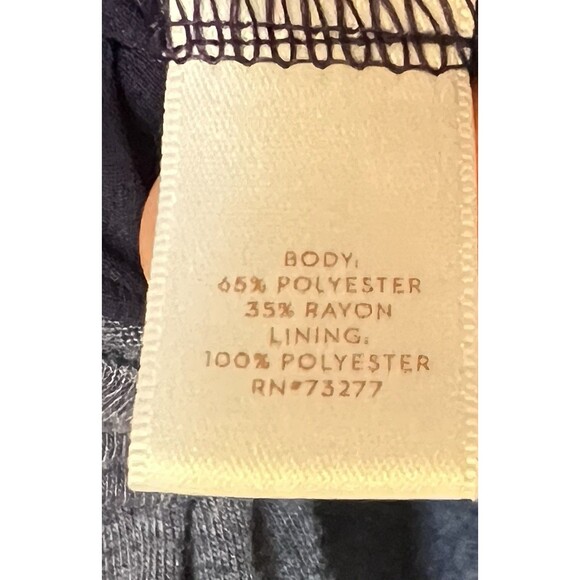 BODY:
65% POLYESTER
35% RAYON
LINING:
100% POLYESTER
RN#73277